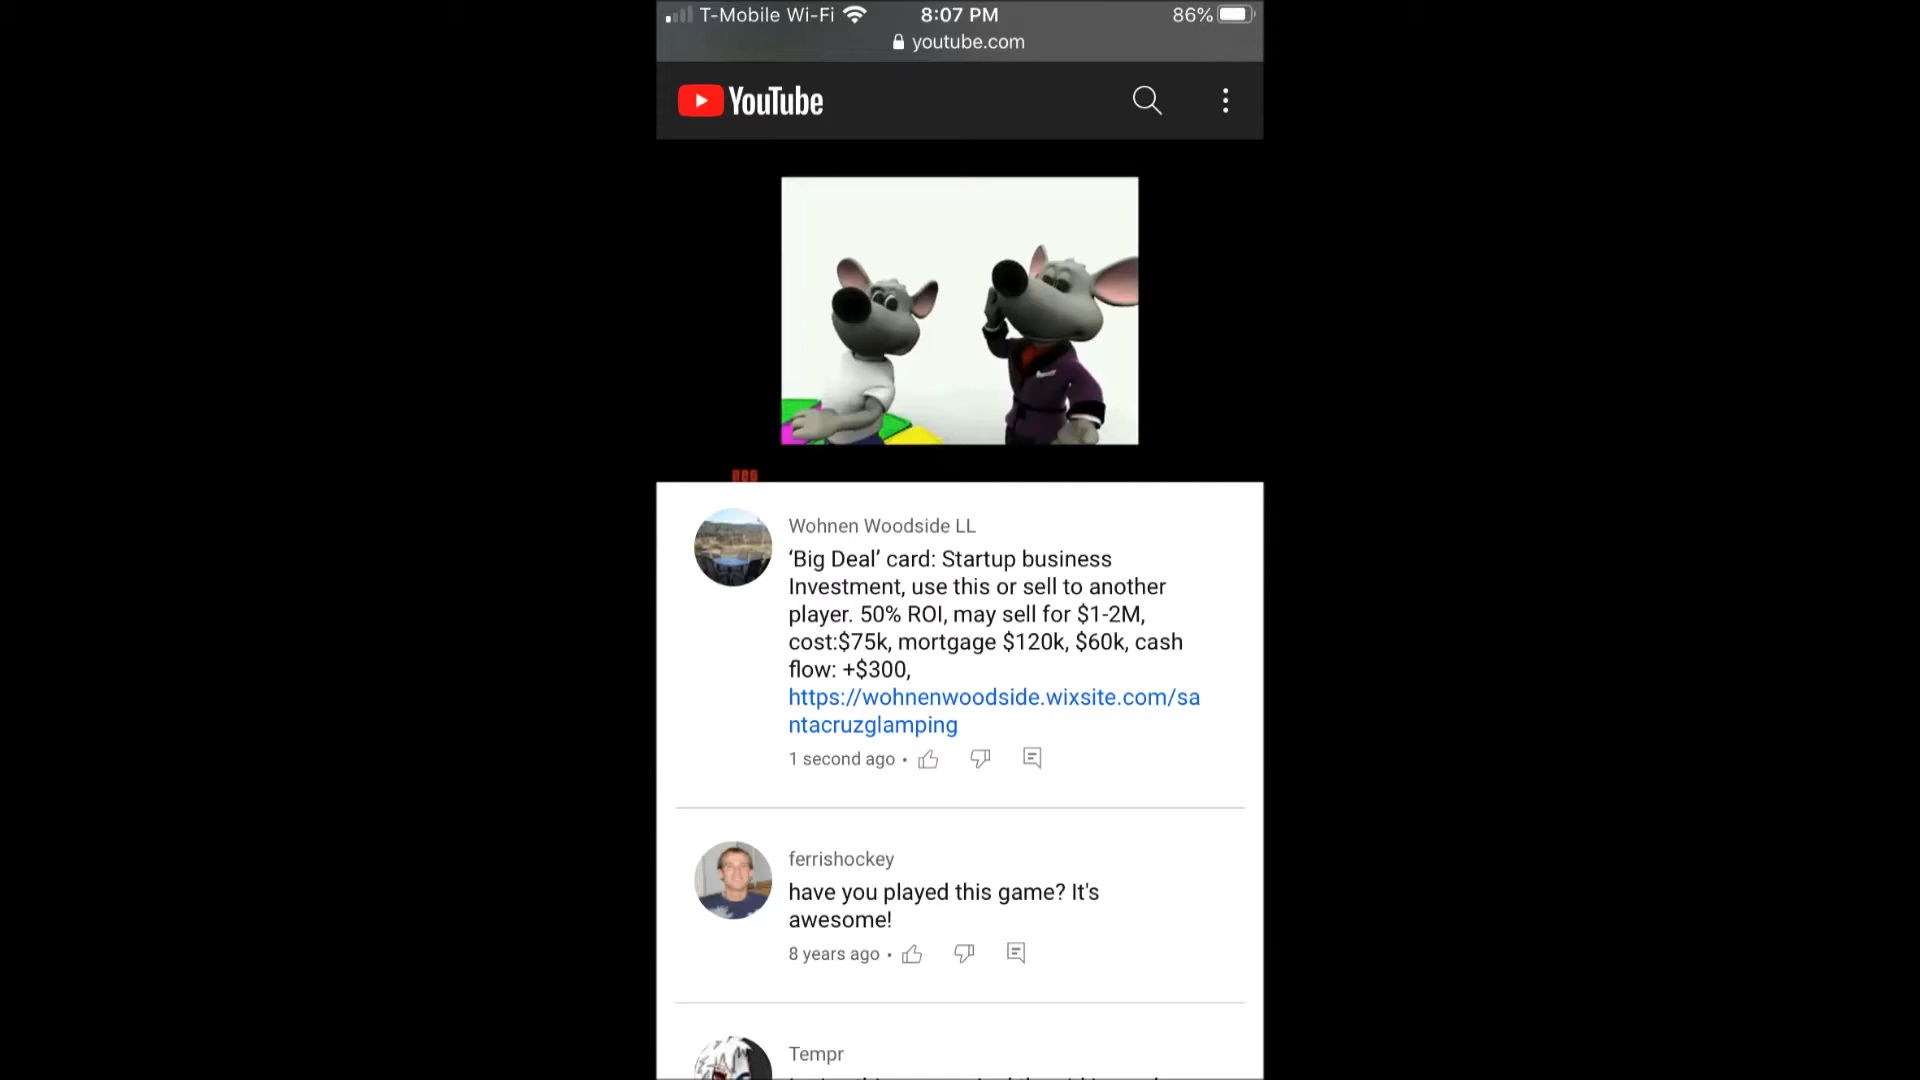 T-Mobile Wi-Fi 8:07 PM 86%
youtube.com
YouTube
Wohnen Woodside LL
‘Big Deal’ card: Startup business
Investment, use this or sell to another
player. 50% ROI, may sell for $1-2M,
cost:$75k, mortgage $120k, $60k, cash
flow: +$300,
https://wohnenwoodside.wixsite.com/sa
ntacruzglamping
1 second ago •
ferrishockey
have you played this game? It's
awesome!
8 years ago •
Tempr